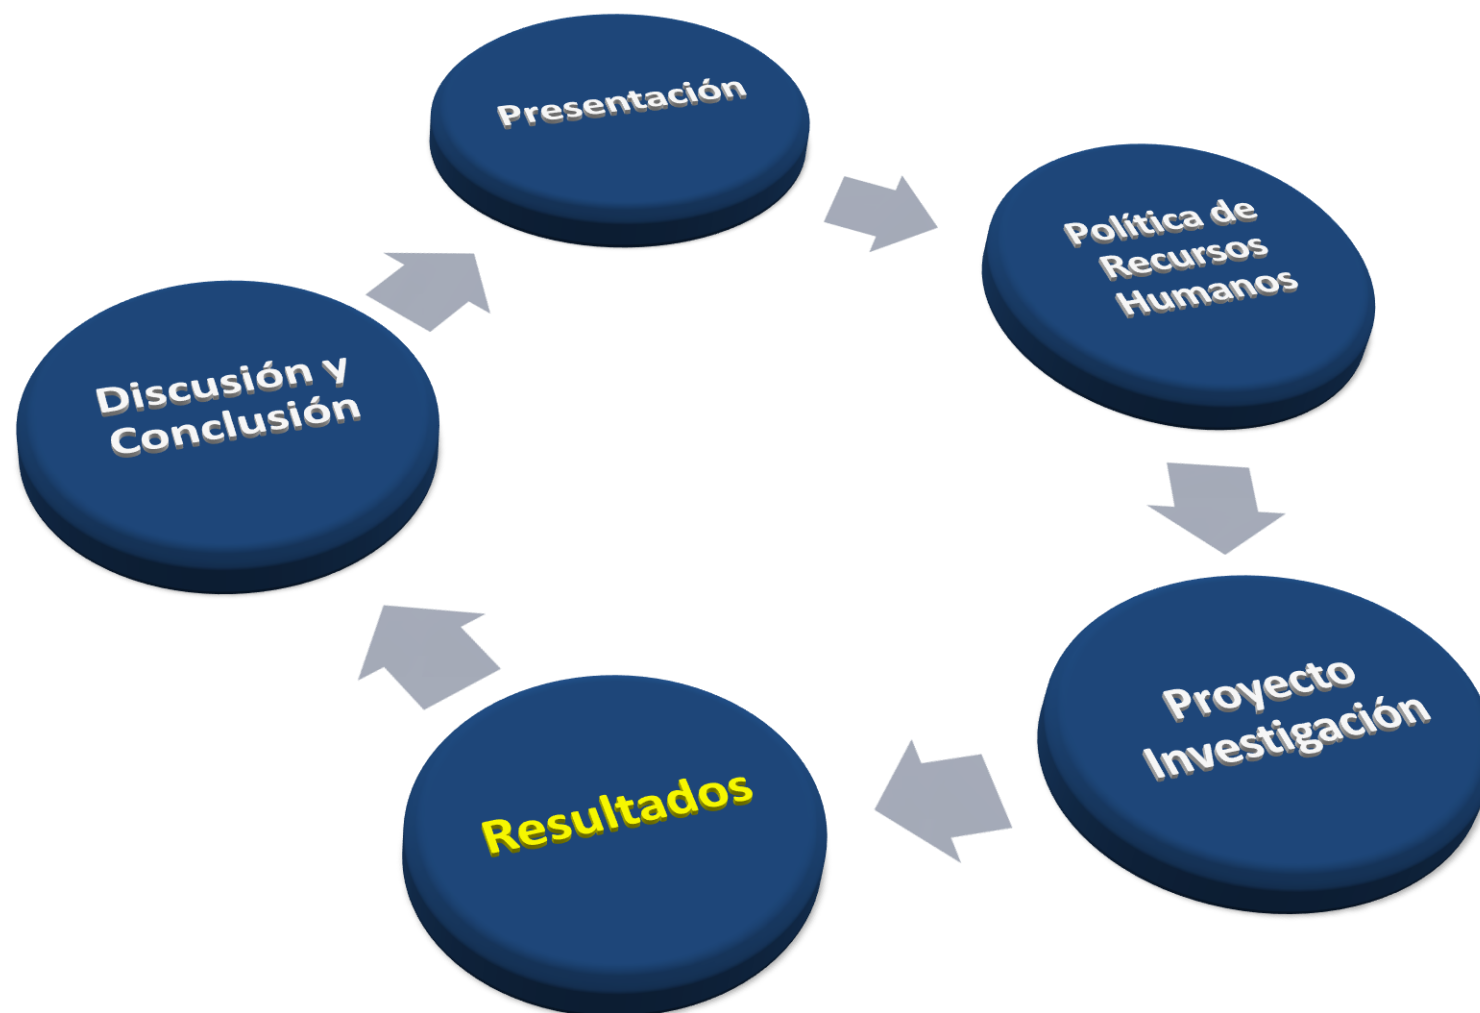 Presentación
Política de
Recursos
Humanos
Proyecto
Investigación
Resultados
Discusión y
Conclusión